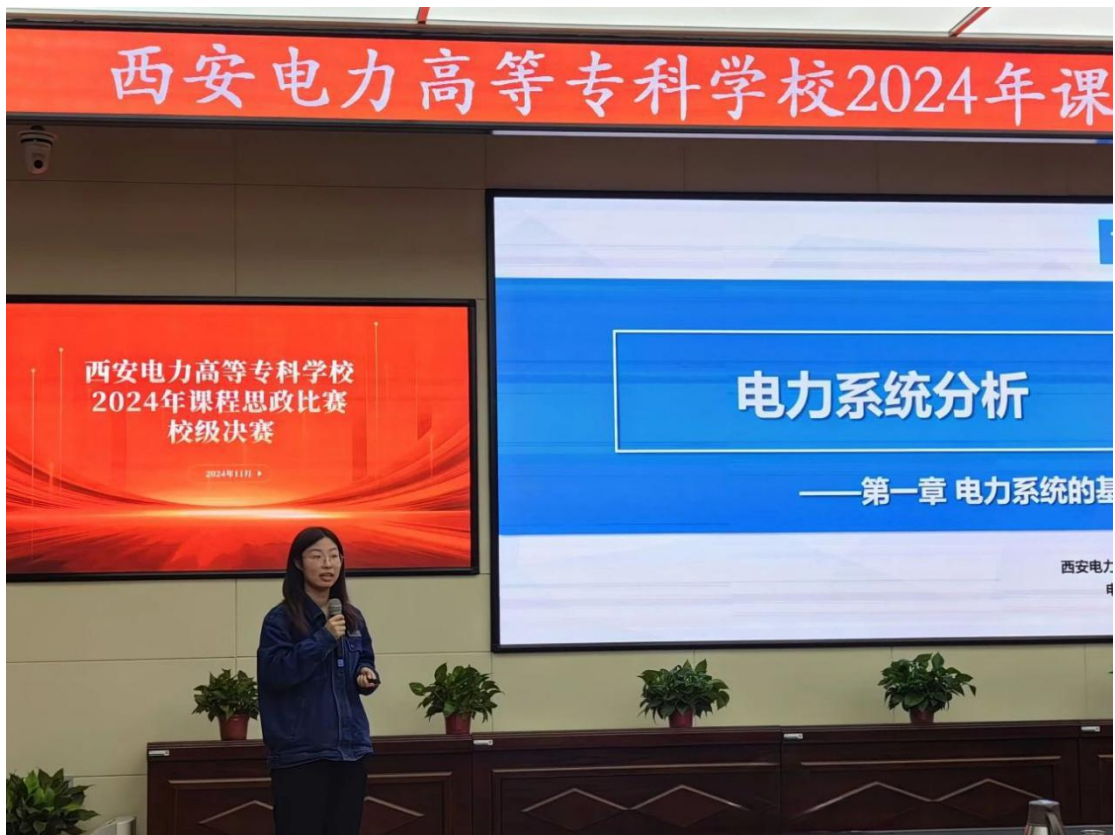 西安电力高等专科学校2024年课
西安电力高等专科学校
2024年课程思政比赛
校级决赛
2024年11月
电力系统分析
——第一章 电力系统的基
西安电力